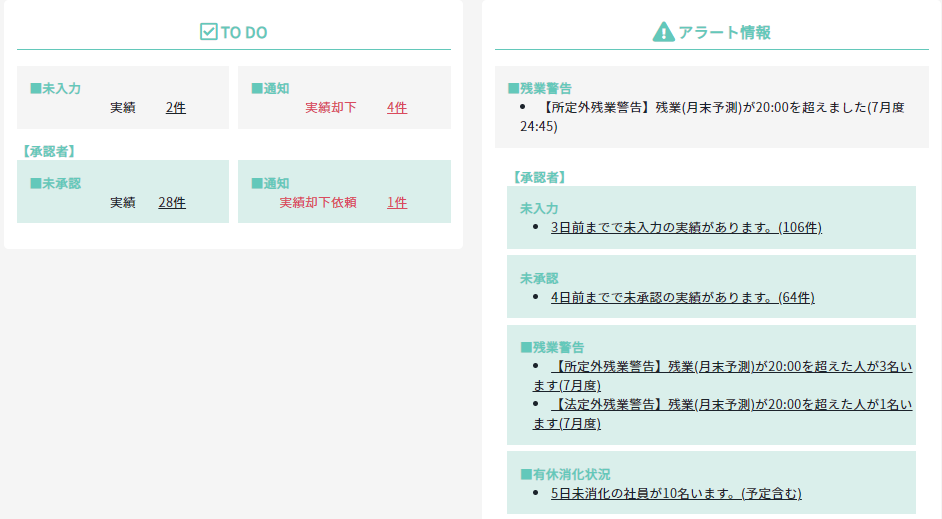 TO DO
■未入力
実績 2件
■通知
実績却下 4件
【承認者】
■未承認
実績 28件
■通知
実績却下依頼 1件
アラート情報
■残業警告
• 【所定外残業警告】残業(月末予測)が20:00を超えました(7月度
24:45)
【承認者】
未入力
• 3日前までで未入力の実績があります。(106件)
未承認
• 4日前までで未承認の実績があります。(64件)
■残業警告
• 【所定外残業警告】残業(月末予測)が20:00を超えた人が3名い
ます(7月度)
• 【法定外残業警告】残業(月末予測)が20:00を超えた人が1名い
ます(7月度)
■有休消化状況
• 5日未消化の社員が10名います。(予定含む)